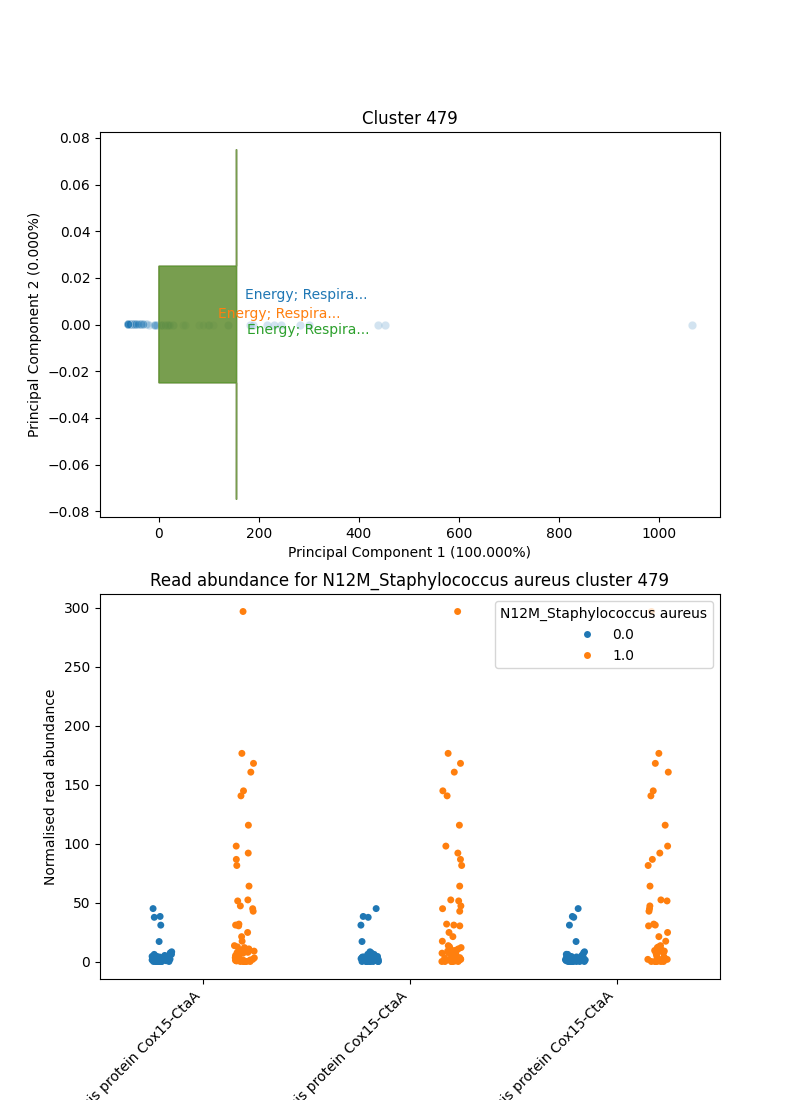 Cluster 479
0.08
0.06
0.04
0.02
0.00
−0.02
−0.04
−0.06
−0.08
Principal Component 2 (0.000%)
Energy; Respira...
Energy; Respira...
Energy; Respira...
0 200 400 600 800 1000
Principal Component 1 (100.000%)
Read abundance for N12M_Staphylococcus aureus cluster 479
300
250
200
150
100
50
0
Normalised read abundance
N12M_Staphylococcus aureus
0.0
1.0
is protein Cox15-CtaA
is protein Cox15-CtaA
is protein Cox15-CtaA